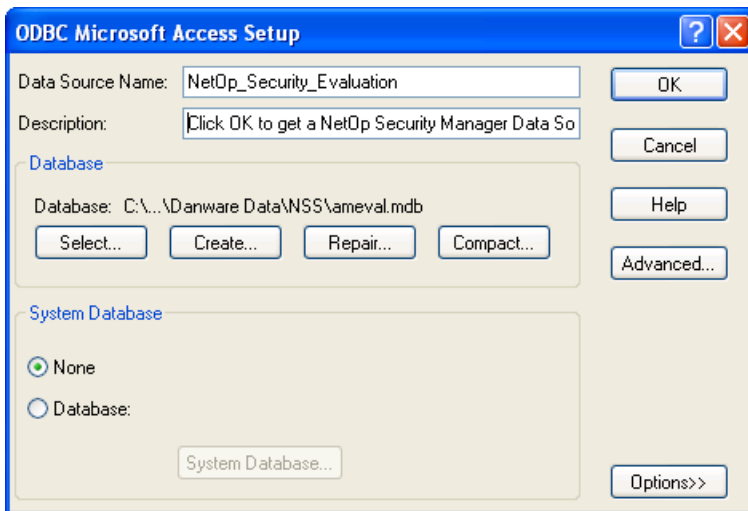 ODBC Microsoft Access Setup
Data Source Name: NetOp_Security_Evaluation
OK
Description: Click OK to get a NetOp Security Manager Data So
Cancel
Database
Database: C:\...\Danware Data\NSS\ameval.mdb
Help
Select... Create... Repair... Compact...
Advanced...
System Database
None
Database:
System Database...
Options>>